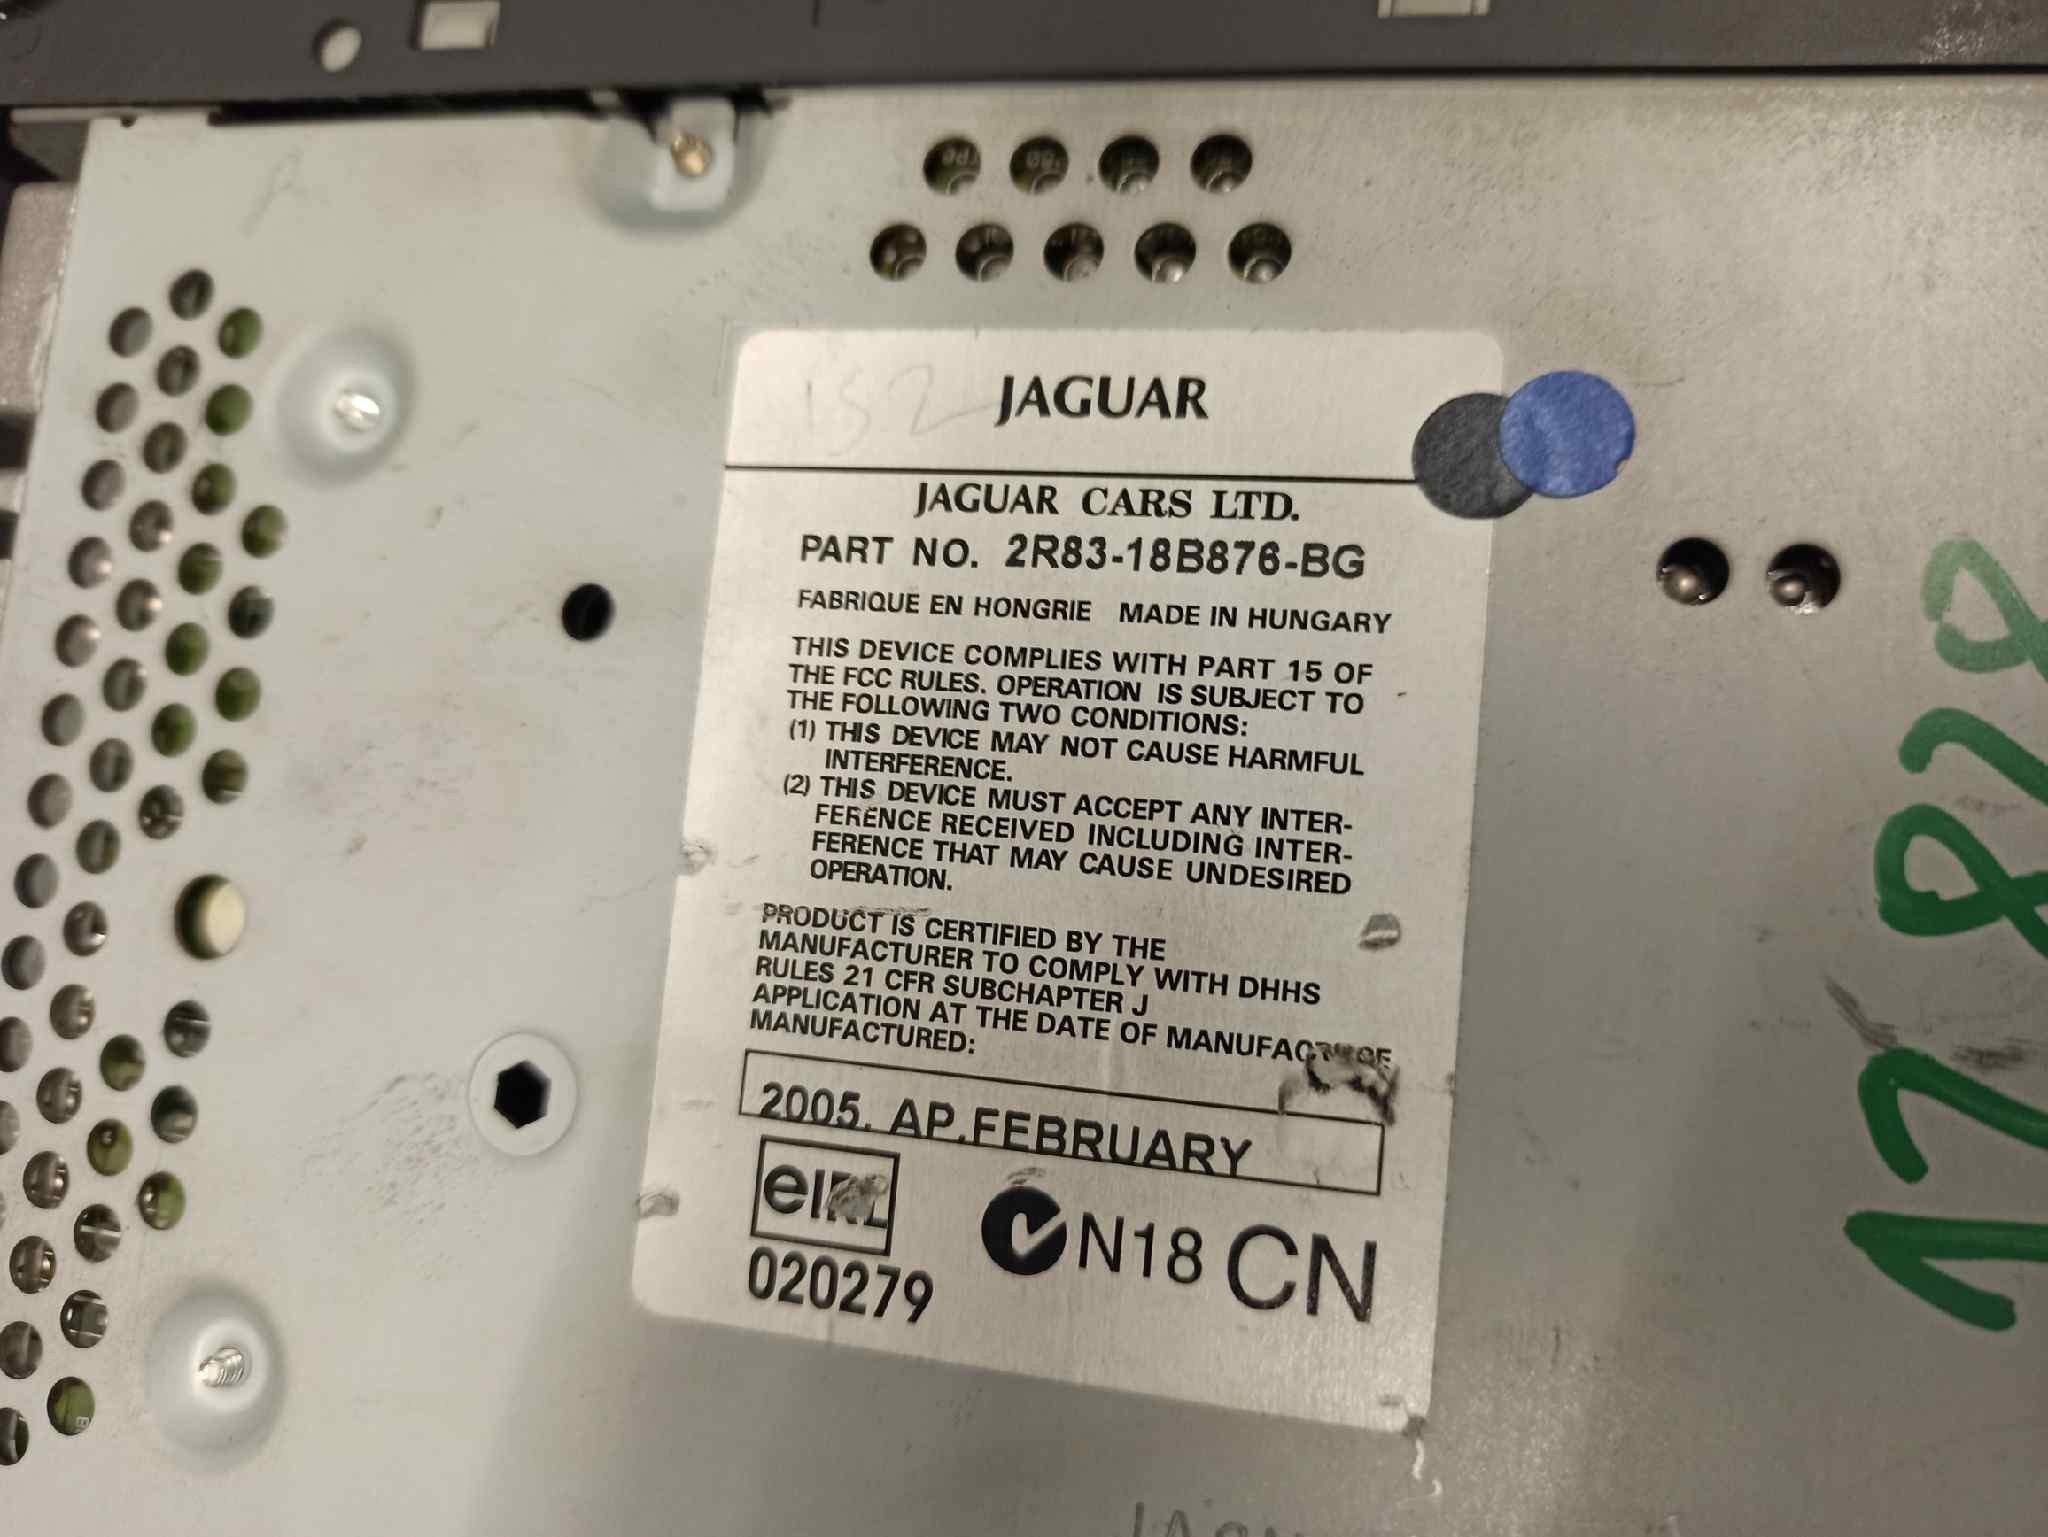 152
JAGUAR
JAGUAR CARS LTD.
PART NO. 2R83-18B876-BG
FABRIQUE EN HONGRIE MADE IN HUNGARY
THIS DEVICE COMPLIES WITH PART 15 OF
THE FCC RULES. OPERATION IS SUBJECT TO
THE FOLLOWING TWO CONDITIONS:
(1) THIS DEVICE MAY NOT CAUSE HARMFUL
INTERFERENCE.
(2) THIS DEVICE MUST ACCEPT ANY INTER-
FERENCE RECEIVED INCLUDING INTER-
FERENCE THAT MAY CAUSE UNDESIRED
OPERATION.
PRODUCT IS CERTIFIED BY THE
MANUFACTURER TO COMPLY WITH DHHS
RULES 21 CFR SUBCHAPTER J
APPLICATION AT THE DATE OF MANUFACTURE
MANUFACTURED:
2005. AP.FEBRUARY
eIRL
N18 CN
020279